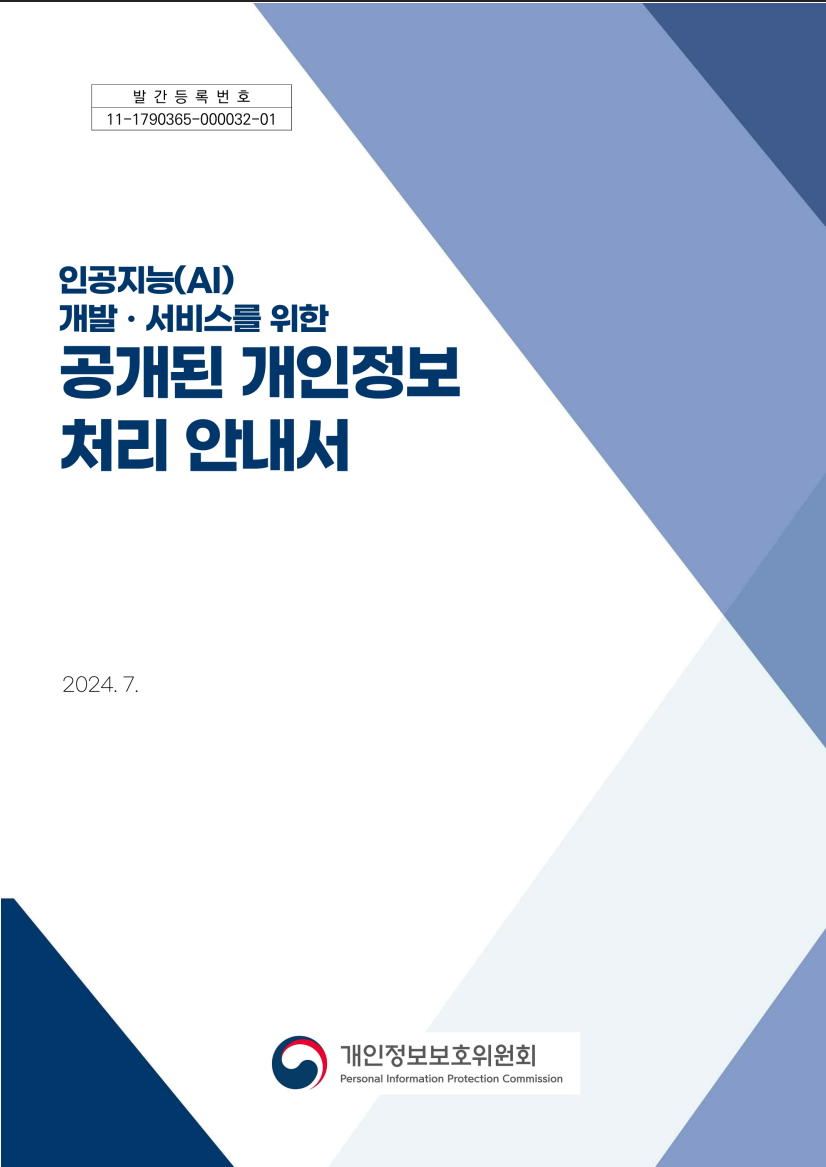 발 간 등 록 번 호
11-1790365-000032-01
인공지능(AI)
개발 · 서비스를 위한
공개된 개인정보
처리 안내서
2024. 7.
개인정보보호위원회
Personal Information Protection Commission